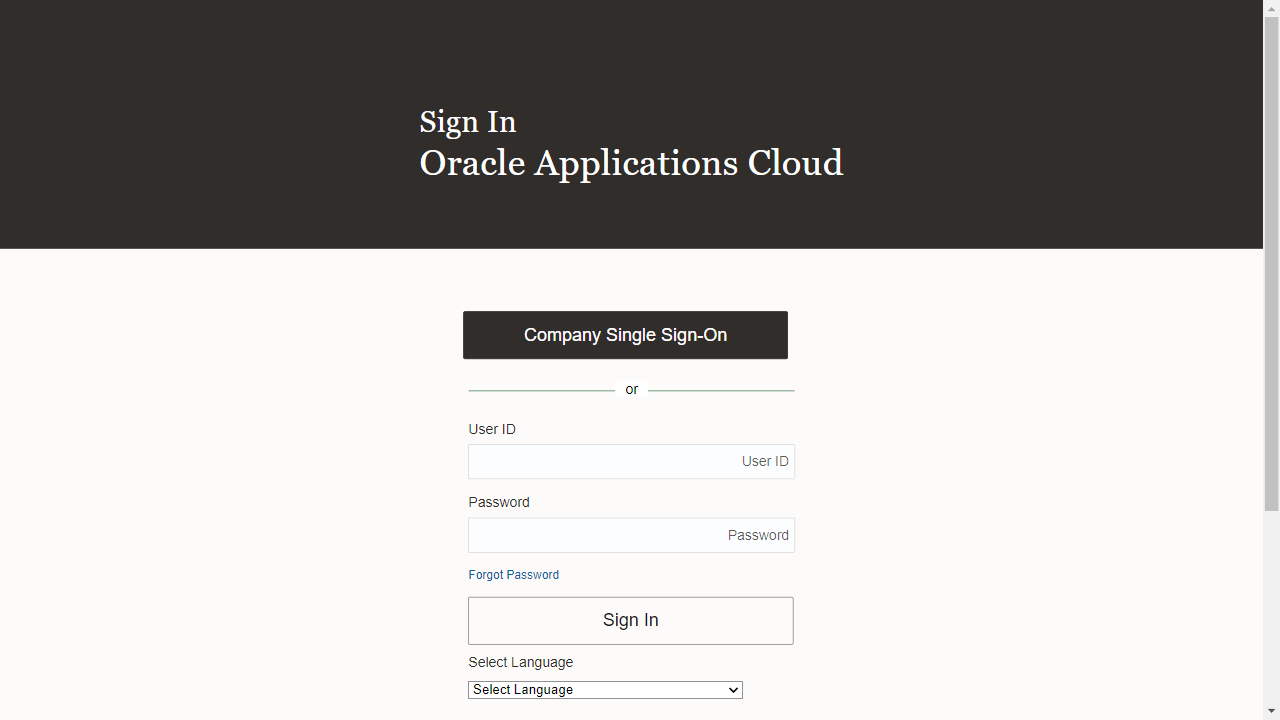 Sign In
Oracle Applications Cloud
Company Single Sign-On
or
User ID
User ID
Password
Password
Forgot Password
Sign In
Select Language
Select Language